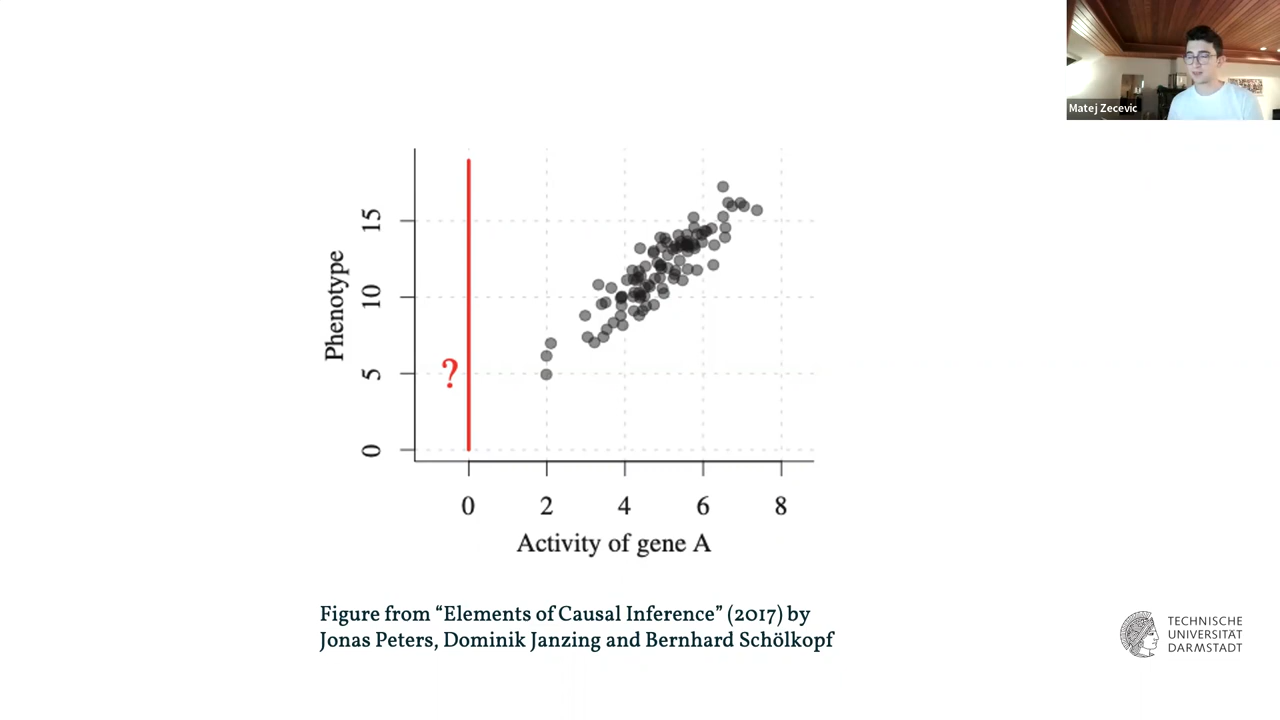 Matej Zecevic
15
10
5
0
Phenotype
?
0 2 4 6 8
Activity of gene A
Figure from “Elements of Causal Inference” (2017) by
Jonas Peters, Dominik Janzing and Bernhard Schölkopf
TECHNISCHE
UNIVERSITÄT
DARMSTADT